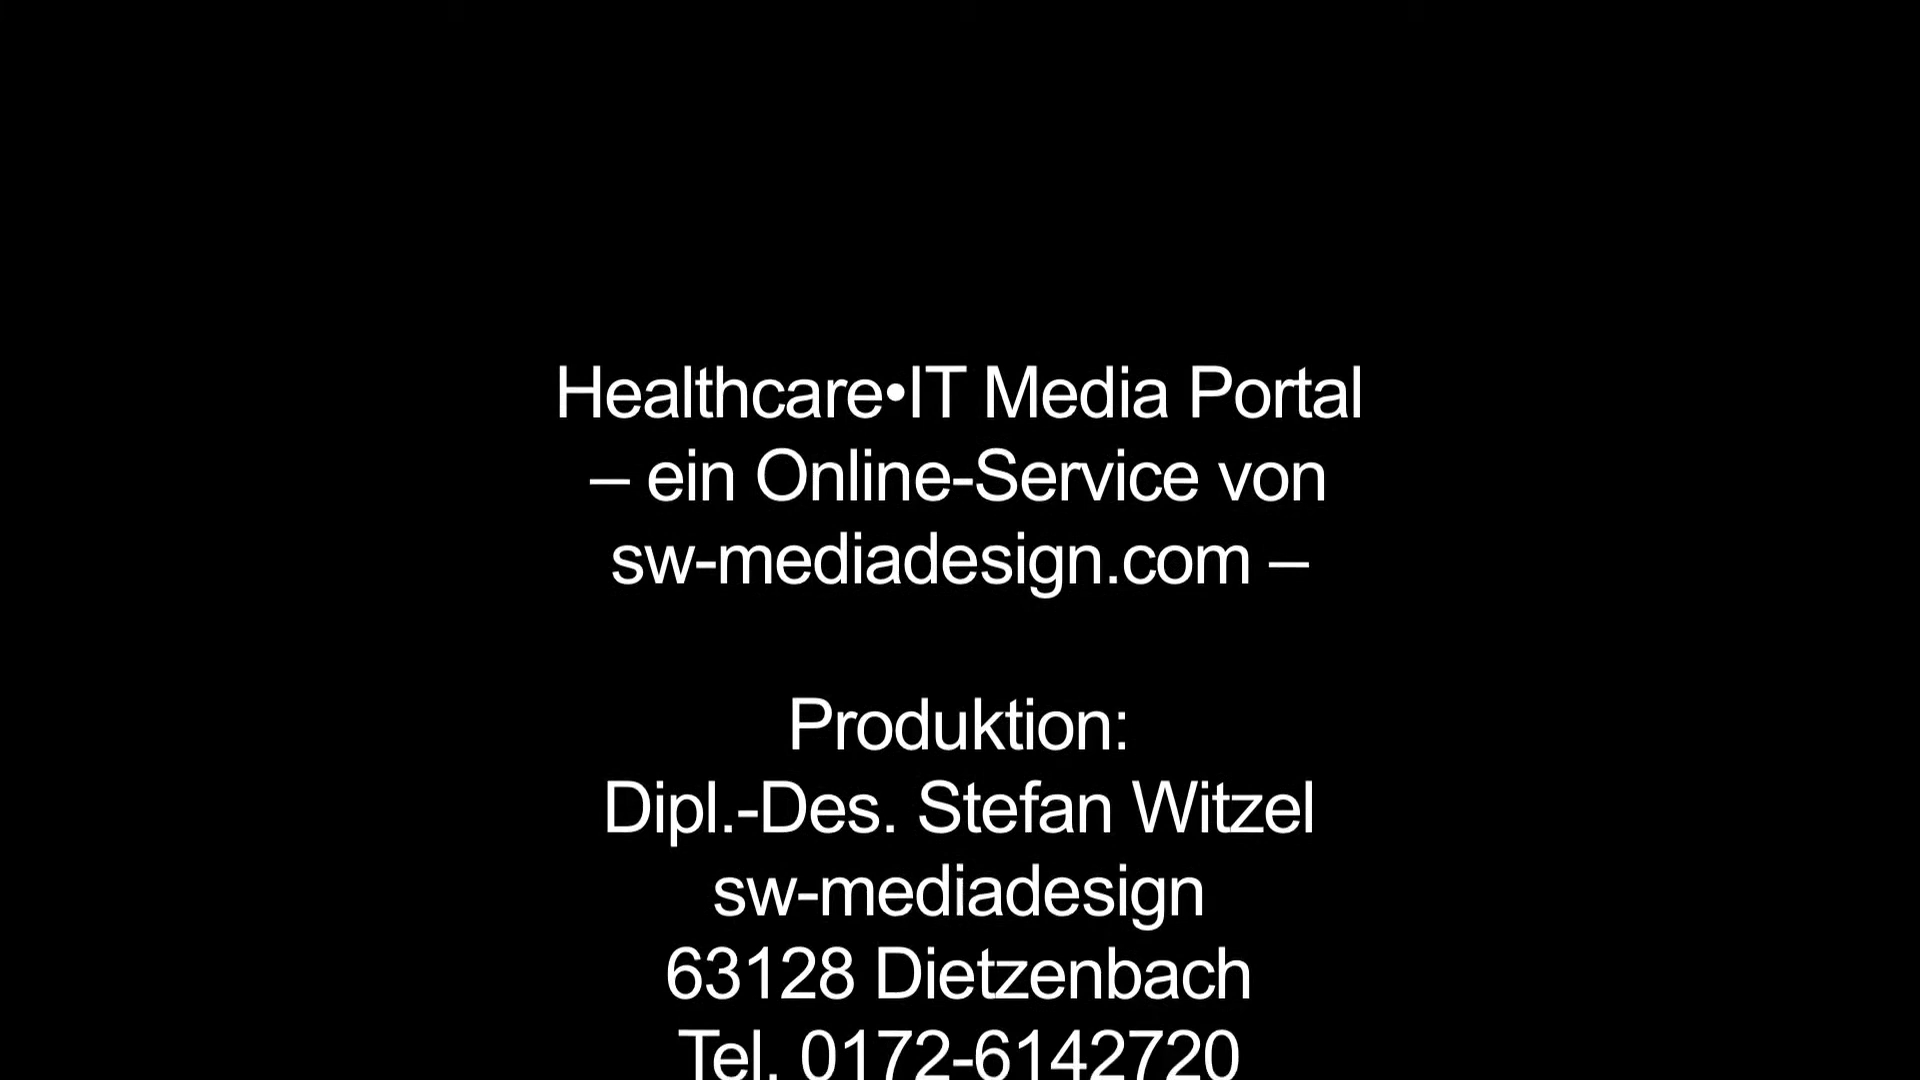 Healthcare•IT Media Portal
– ein Online-Service von
sw-mediadesign.com –
Produktion:
Dipl.-Des. Stefan Witzel
sw-mediadesign
63128 Dietzenbach
Tel. 0172-6142720